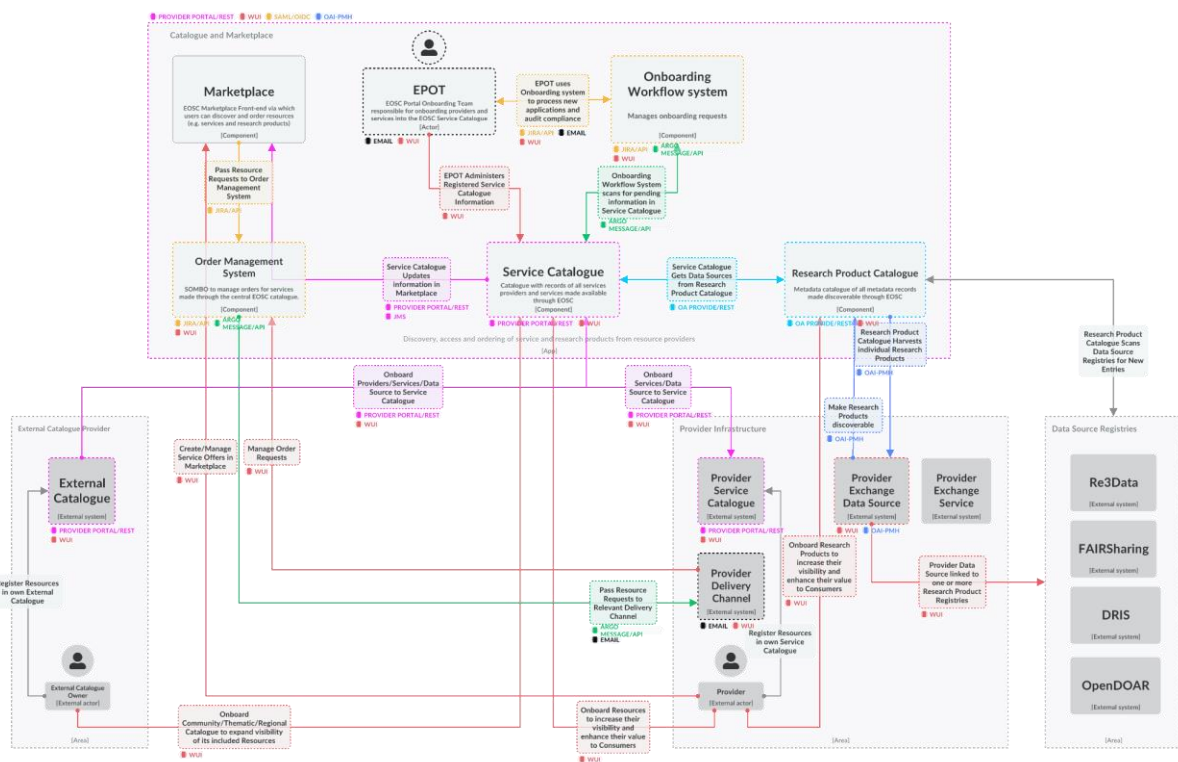 PROVIDER PORTAL/REST WUI SAML/OIDC OAI-PMH
Catalogue and Marketplace
Marketplace
EOSC Marketplace Front-end via which
users can discover and order resources
(e.g. services and research products)
[Component]
EPOT
EOSC Portal Onboarding Team
responsible for onboarding providers and
services into the EOSC Service Catalogue
[Actor]
EMAIL WUI
EPOT uses
Onboarding system
to process new
applications and
audit compliance
JIRA/API EMAIL
WUI
Onboarding
Workflow system
Manages onboarding requests
[Component]
JIRA/API ARGO
MESSAGE/API
WUI
Pass Resource
Requests to Order
Management
System
JIRA/API
EPOT Administers
Registered Service
Catalogue
Information
WUI
Onboarding
Workflow System
scans for pending
information in
Service Catalogue
ARGO
MESSAGE/API
Order Management
System
SOMBO to manage orders for services
made through the central EOSC catalogue.
[Component]
JIRA/API ARGO
MESSAGE/API
WUI
Service Catalogue
Updates
information in
Marketplace
PROVIDER PORTAL/REST
JMS
Service Catalogue
Catalogue with records of all services
providers and services made available
through EOSC
[Component]
PROVIDER PORTAL/REST WUI
Service Catalogue
Gets Data Sources
from Research
Product Catalogue
OA PROVIDE/REST
Research Product Catalogue
Metadata catalogue of all metadata records
made discoverable through EOSC
[Component]
OA PROVIDE/REST WUI
Discovery, access and ordering of service and research products from resource providers
[App]
Research Product
Catalogue Harvests
individual Research
Products
OAI-PMH
Research Product
Catalogue Scans
Data Source
Registries for New
Entries
Onboard
Providers/Services/Data
Source to Service
Catalogue
PROVIDER PORTAL/REST
WUI
Onboard
Services/Data
Source to Service
Catalogue
PROVIDER PORTAL/REST
WUI
Make Research
Products
discoverable
OAI-PMH
External Catalogue Provider
Provider Infrastructure
Data Source Registries
Create/Manage
Service Offers in
Marketplace
WUI
Manage Order
Requests
WUI
External
Catalogue
[External system]
PROVIDER PORTAL/REST
WUI
Provider
Service
Catalogue
[External system]
PROVIDER PORTAL/REST
WUI
Provider
Exchange
Data Source
[External system]
WUI OAI-PMH
Provider
Exchange
Service
[External system]
Re3Data
[External system]
FAIRSharing
[External system]
DRIS
[External system]
OpenDOAR
[External system]
Onboard Research
Products to
increase their
visibility and
enhance their value
to Consumers
WUI
Provider Data
Source linked to
one or more
Research Product
Registries
WUI
Provider
Delivery
Channel
[External system]
EMAIL WUI
Pass Resource
Requests to
Relevant Delivery
Channel
ARGO
MESSAGE/API
EMAIL
Register Resources
in own Service
Catalogue
Register Resources
in own External
Catalogue
External Catalogue
Owner
[External actor]
Provider
[External actor]
Onboard
Community/Thematic/Regional
Catalogue to expand visibility
of its included Resources
WUI
Onboard Resources
to increase their
visibility and
enhance their value
to Consumers
WUI
[Area]
[Area]
[Area]